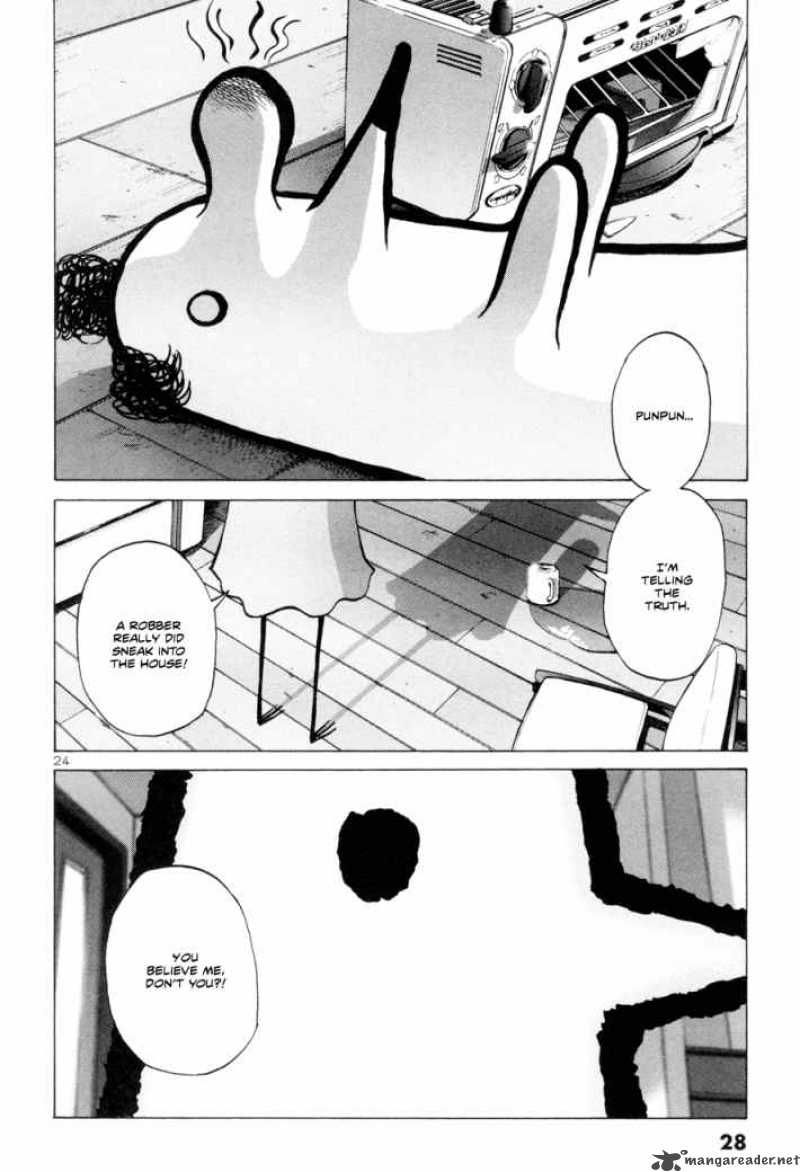 PUNPUN...
I'M
TELLING
THE
TRUTH.
A ROBBER
REALLY DID
SNEAK INTO
THE HOUSE!
24
YOU
BELIEVE ME,
DON'T YOU?!
28
mangareader.net